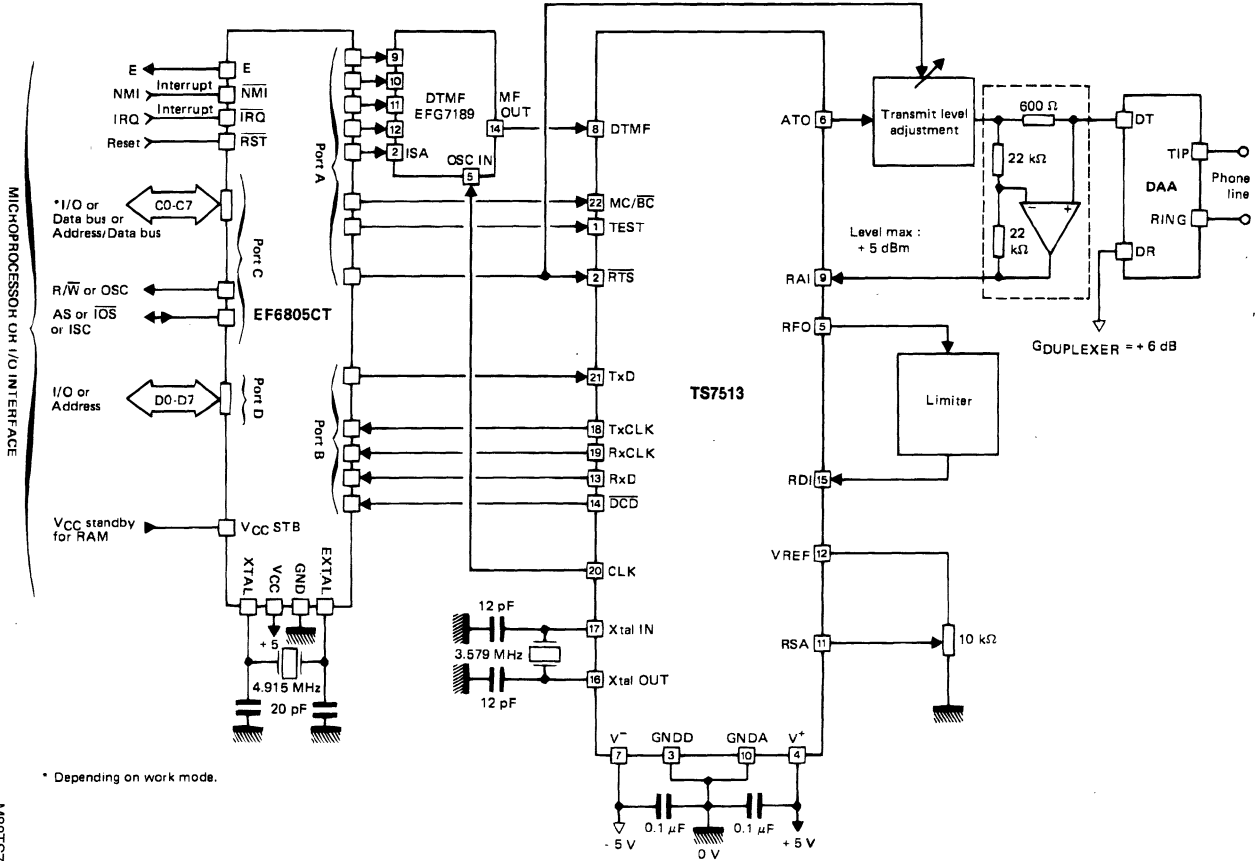 MICROPROCESSOR OR I/O INTERFACE
E
Interrupt
NMI
Interrupt
IRQ
Reset
*I/O or
Data bus or
Address/Data bus
C0-C7
R/W̅ or OSC
AS or I̅O̅S̅
or ISC
I/O or
Address
D0-D7
VCC standby
for RAM
E
N̅M̅I̅
I̅R̅Q̅
R̅S̅T̅
Port C
EF6805CT
Port D
VCC STB
Port A
Port B
XTAL
VCC
GND
EXTAL
+ 5
4.915 MHz
20 pF
9
10
11
12
2 ISA
DTMF
EFG7189
MF
OUT
14
OSC IN
5
8 DTMF
22 MC/B̅C̅
1 TEST
2 R̅T̅S̅
21 TxD
18 TxCLK
19 RxCLK
13 RxD
14 D̅C̅D̅
20 CLK
17 Xtal IN
16 Xtal OUT
12 pF
3.579 MHz
12 pF
TS7513
ATO 6
RAI 9
RFO 5
RDI 15
VREF 12
RSA 11
V−
7
GNDD
3
GNDA
10
V+
4
0.1 μF
0.1 μF
- 5 V
0 V
+ 5 V
Transmit level
adjustment
Level max :
+ 5 dBm
600 Ω
22 kΩ
22
kΩ
−
+
DT
TIP
DAA
RING
DR
Phone
line
GDUPLEXER = + 6 dB
Limiter
10 kΩ
* Depending on work mode.